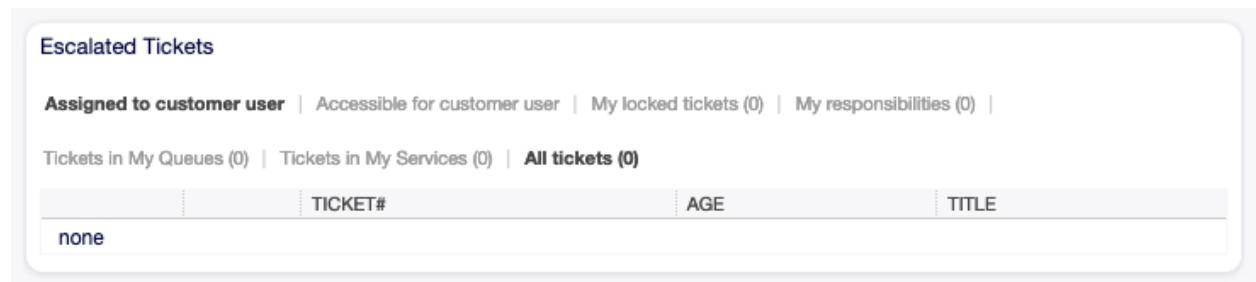 Escalated Tickets
Assigned to customer user | Accessible for customer user | My locked tickets (0) | My responsibilities (0) |
Tickets in My Queues (0) | Tickets in My Services (0) | All tickets (0)
TICKET# AGE TITLE
none